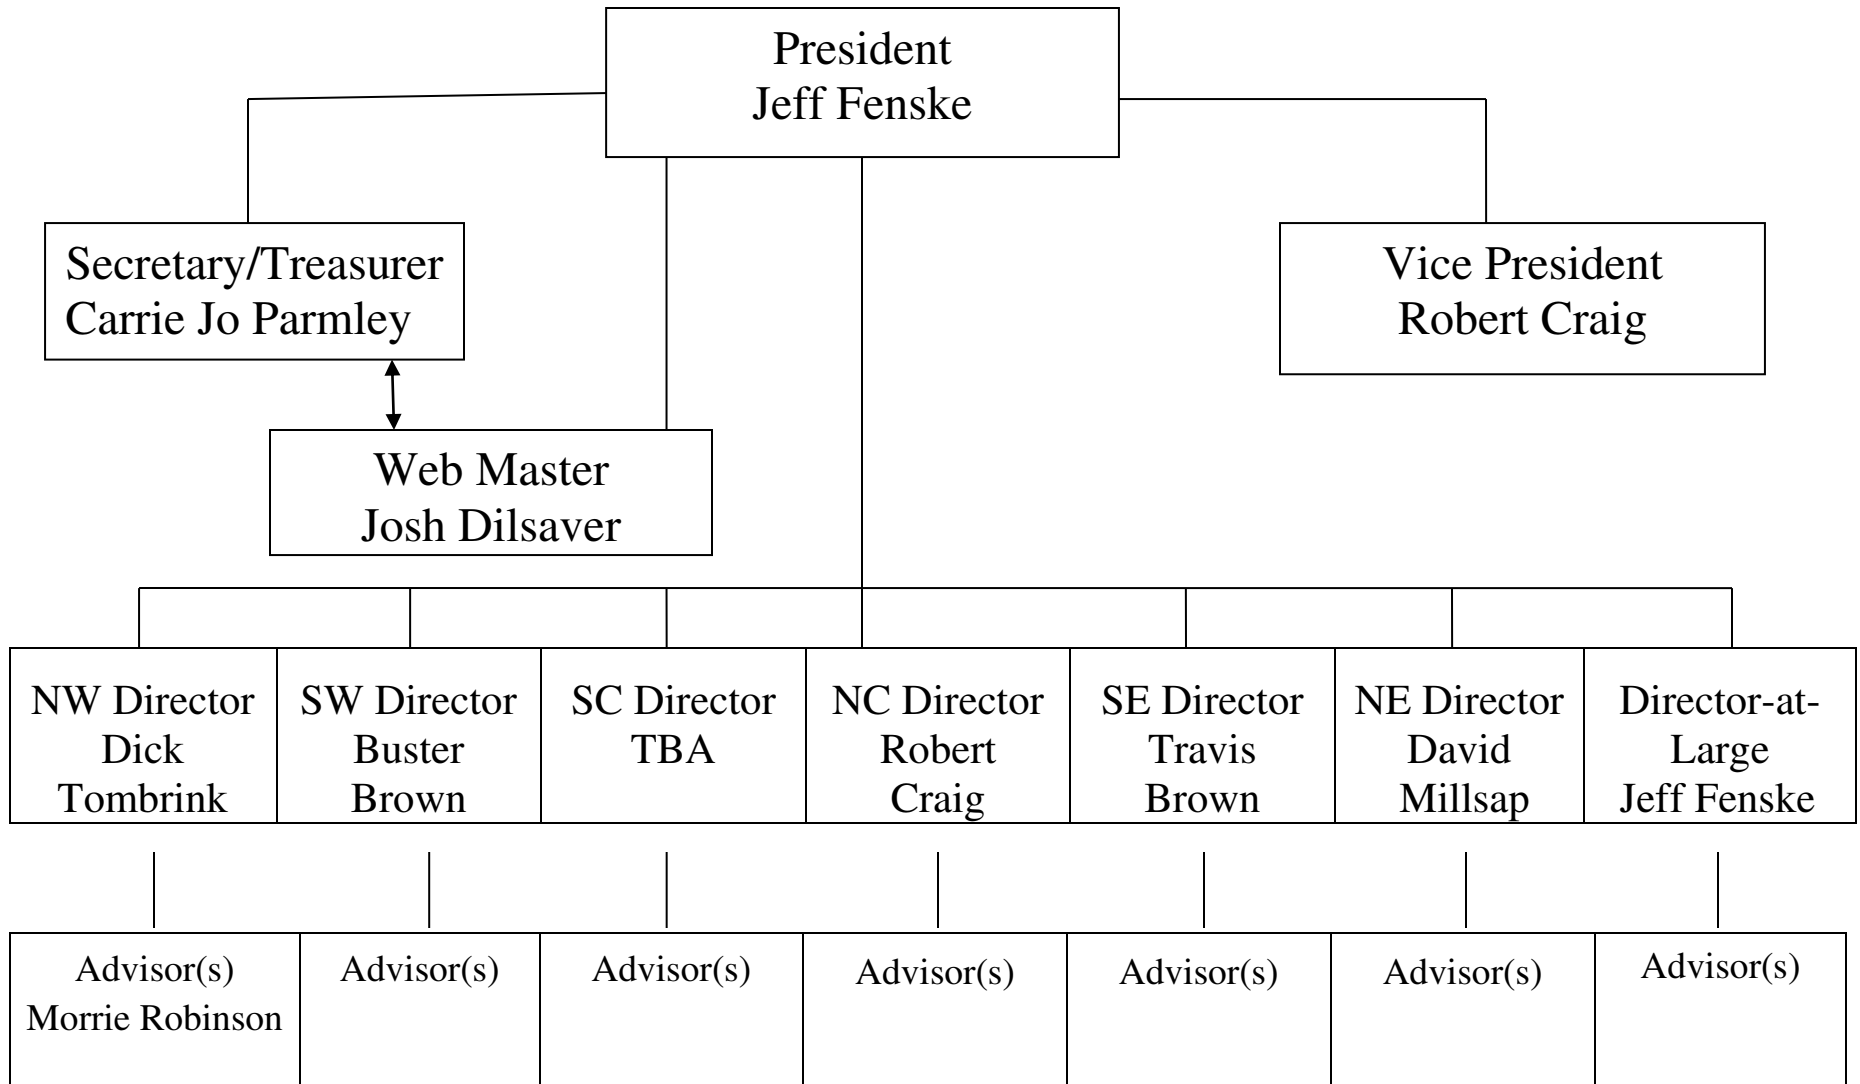 President
Jeff Fenske
Secretary/Treasurer
Carrie Jo Parmley
Vice President
Robert Craig
Web Master
Josh Dilsaver
NW Director
Dick
Tombrink
SW Director
Buster
Brown
SC Director
TBA
NC Director
Robert
Craig
SE Director
Travis
Brown
NE Director
David
Millsap
Director-at-
Large
Jeff Fenske
Advisor(s)
Morrie Robinson
Advisor(s)
Advisor(s)
Advisor(s)
Advisor(s)
Advisor(s)
Advisor(s)